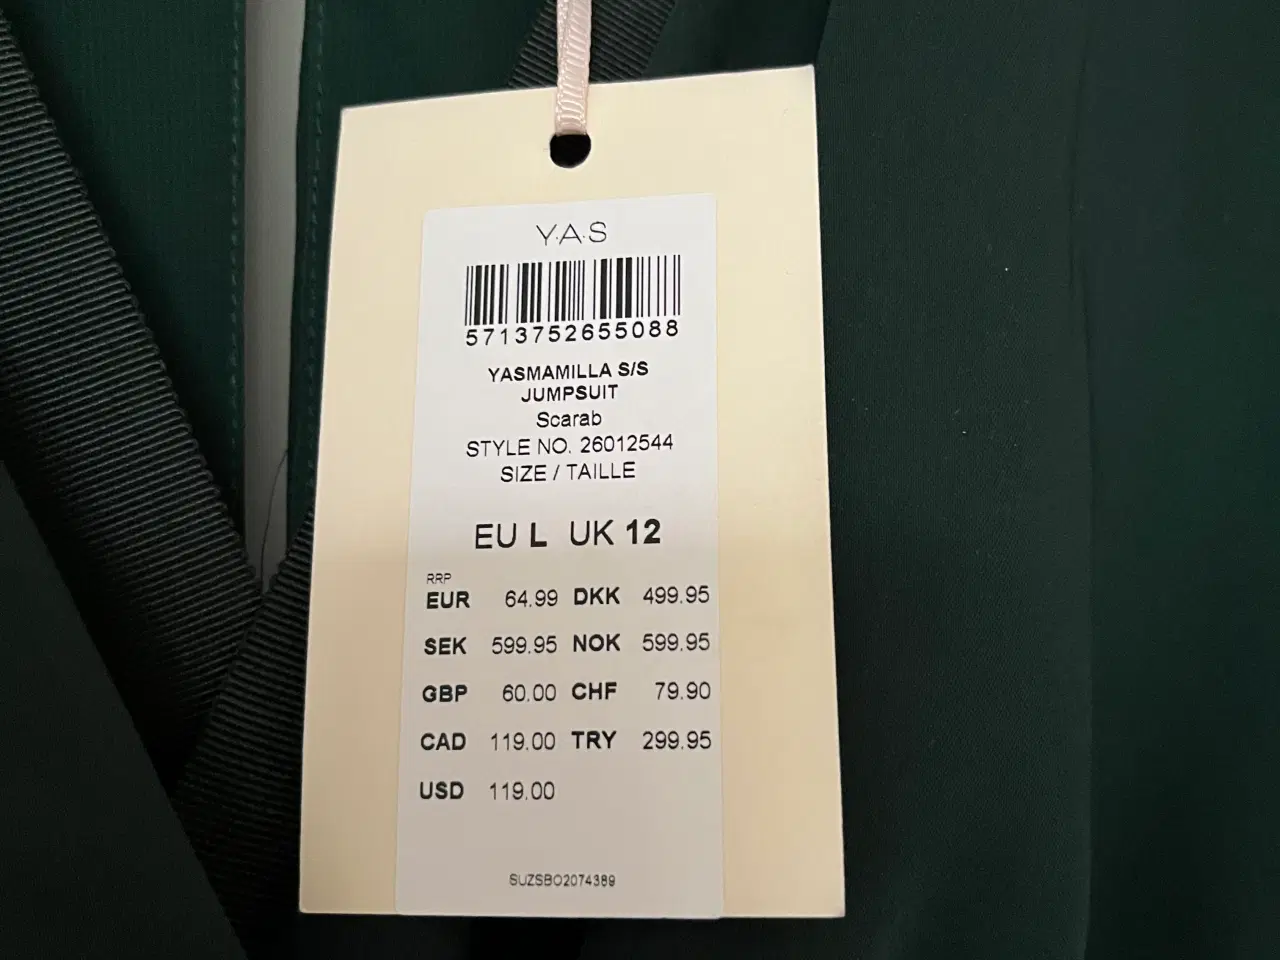 Y.A.S
5713752655088
YASMAMILLA S/S
JUMPSUIT
Scarab
STYLE NO. 26012544
SIZE / TAILLE
EU L UK 12
RRP
EUR 64.99 DKK 499.95
SEK 599.95 NOK 599.95
GBP 60.00 CHF 79.90
CAD 119.00 TRY 299.95
USD 119.00
SUZSBO2074389